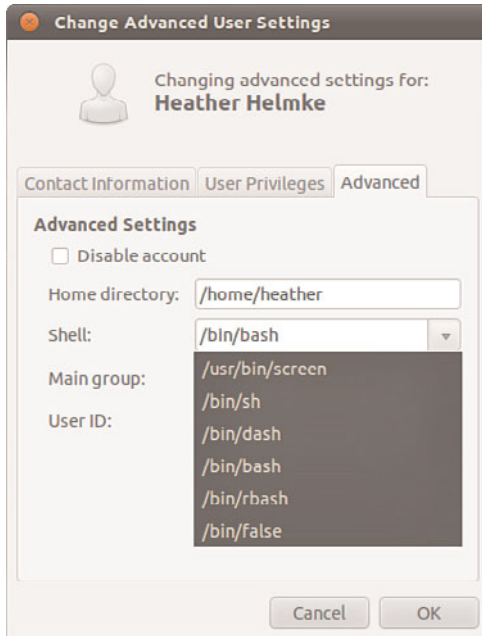 Change Advanced User Settings
Changing advanced settings for:
Heather Helmke
Contact Information User Privileges Advanced
Advanced Settings
Disable account
Home directory: /home/heather
Shell: /bin/bash
/usr/bin/screen
Main group:
/bin/sh
User ID:
/bin/dash
/bin/bash
/bin/rbash
/bin/false
Cancel OK